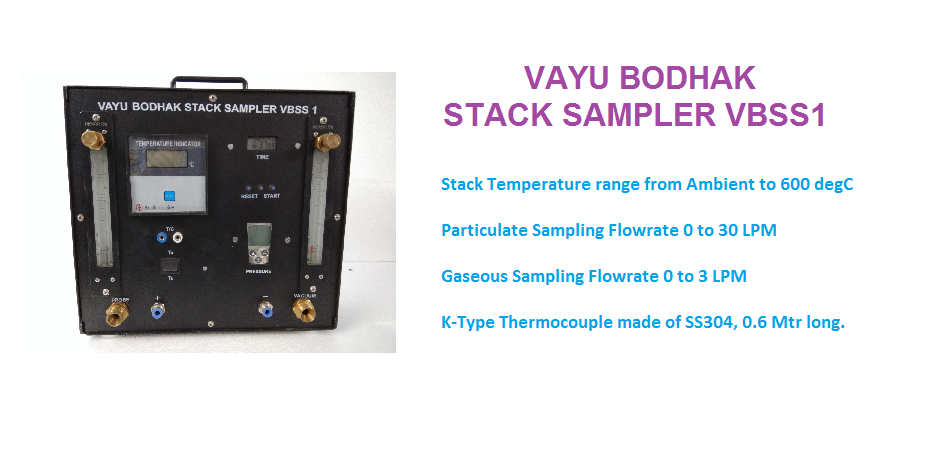 VAYU BODHAK STACK SAMPLER VBSS 1
TEMPERATURE INDICATOR
°C
TIME
RESET START
T/C
Ta
Ts
PRESSURE
PROBE
+
-
VACUUM
VAYU BODHAK
STACK SAMPLER VBSS1
Stack Temperature range from Ambient to 600 degC
Particulate Sampling Flowrate 0 to 30 LPM
Gaseous Sampling Flowrate 0 to 3 LPM
K-Type Thermocouple made of SS304, 0.6 Mtr long.